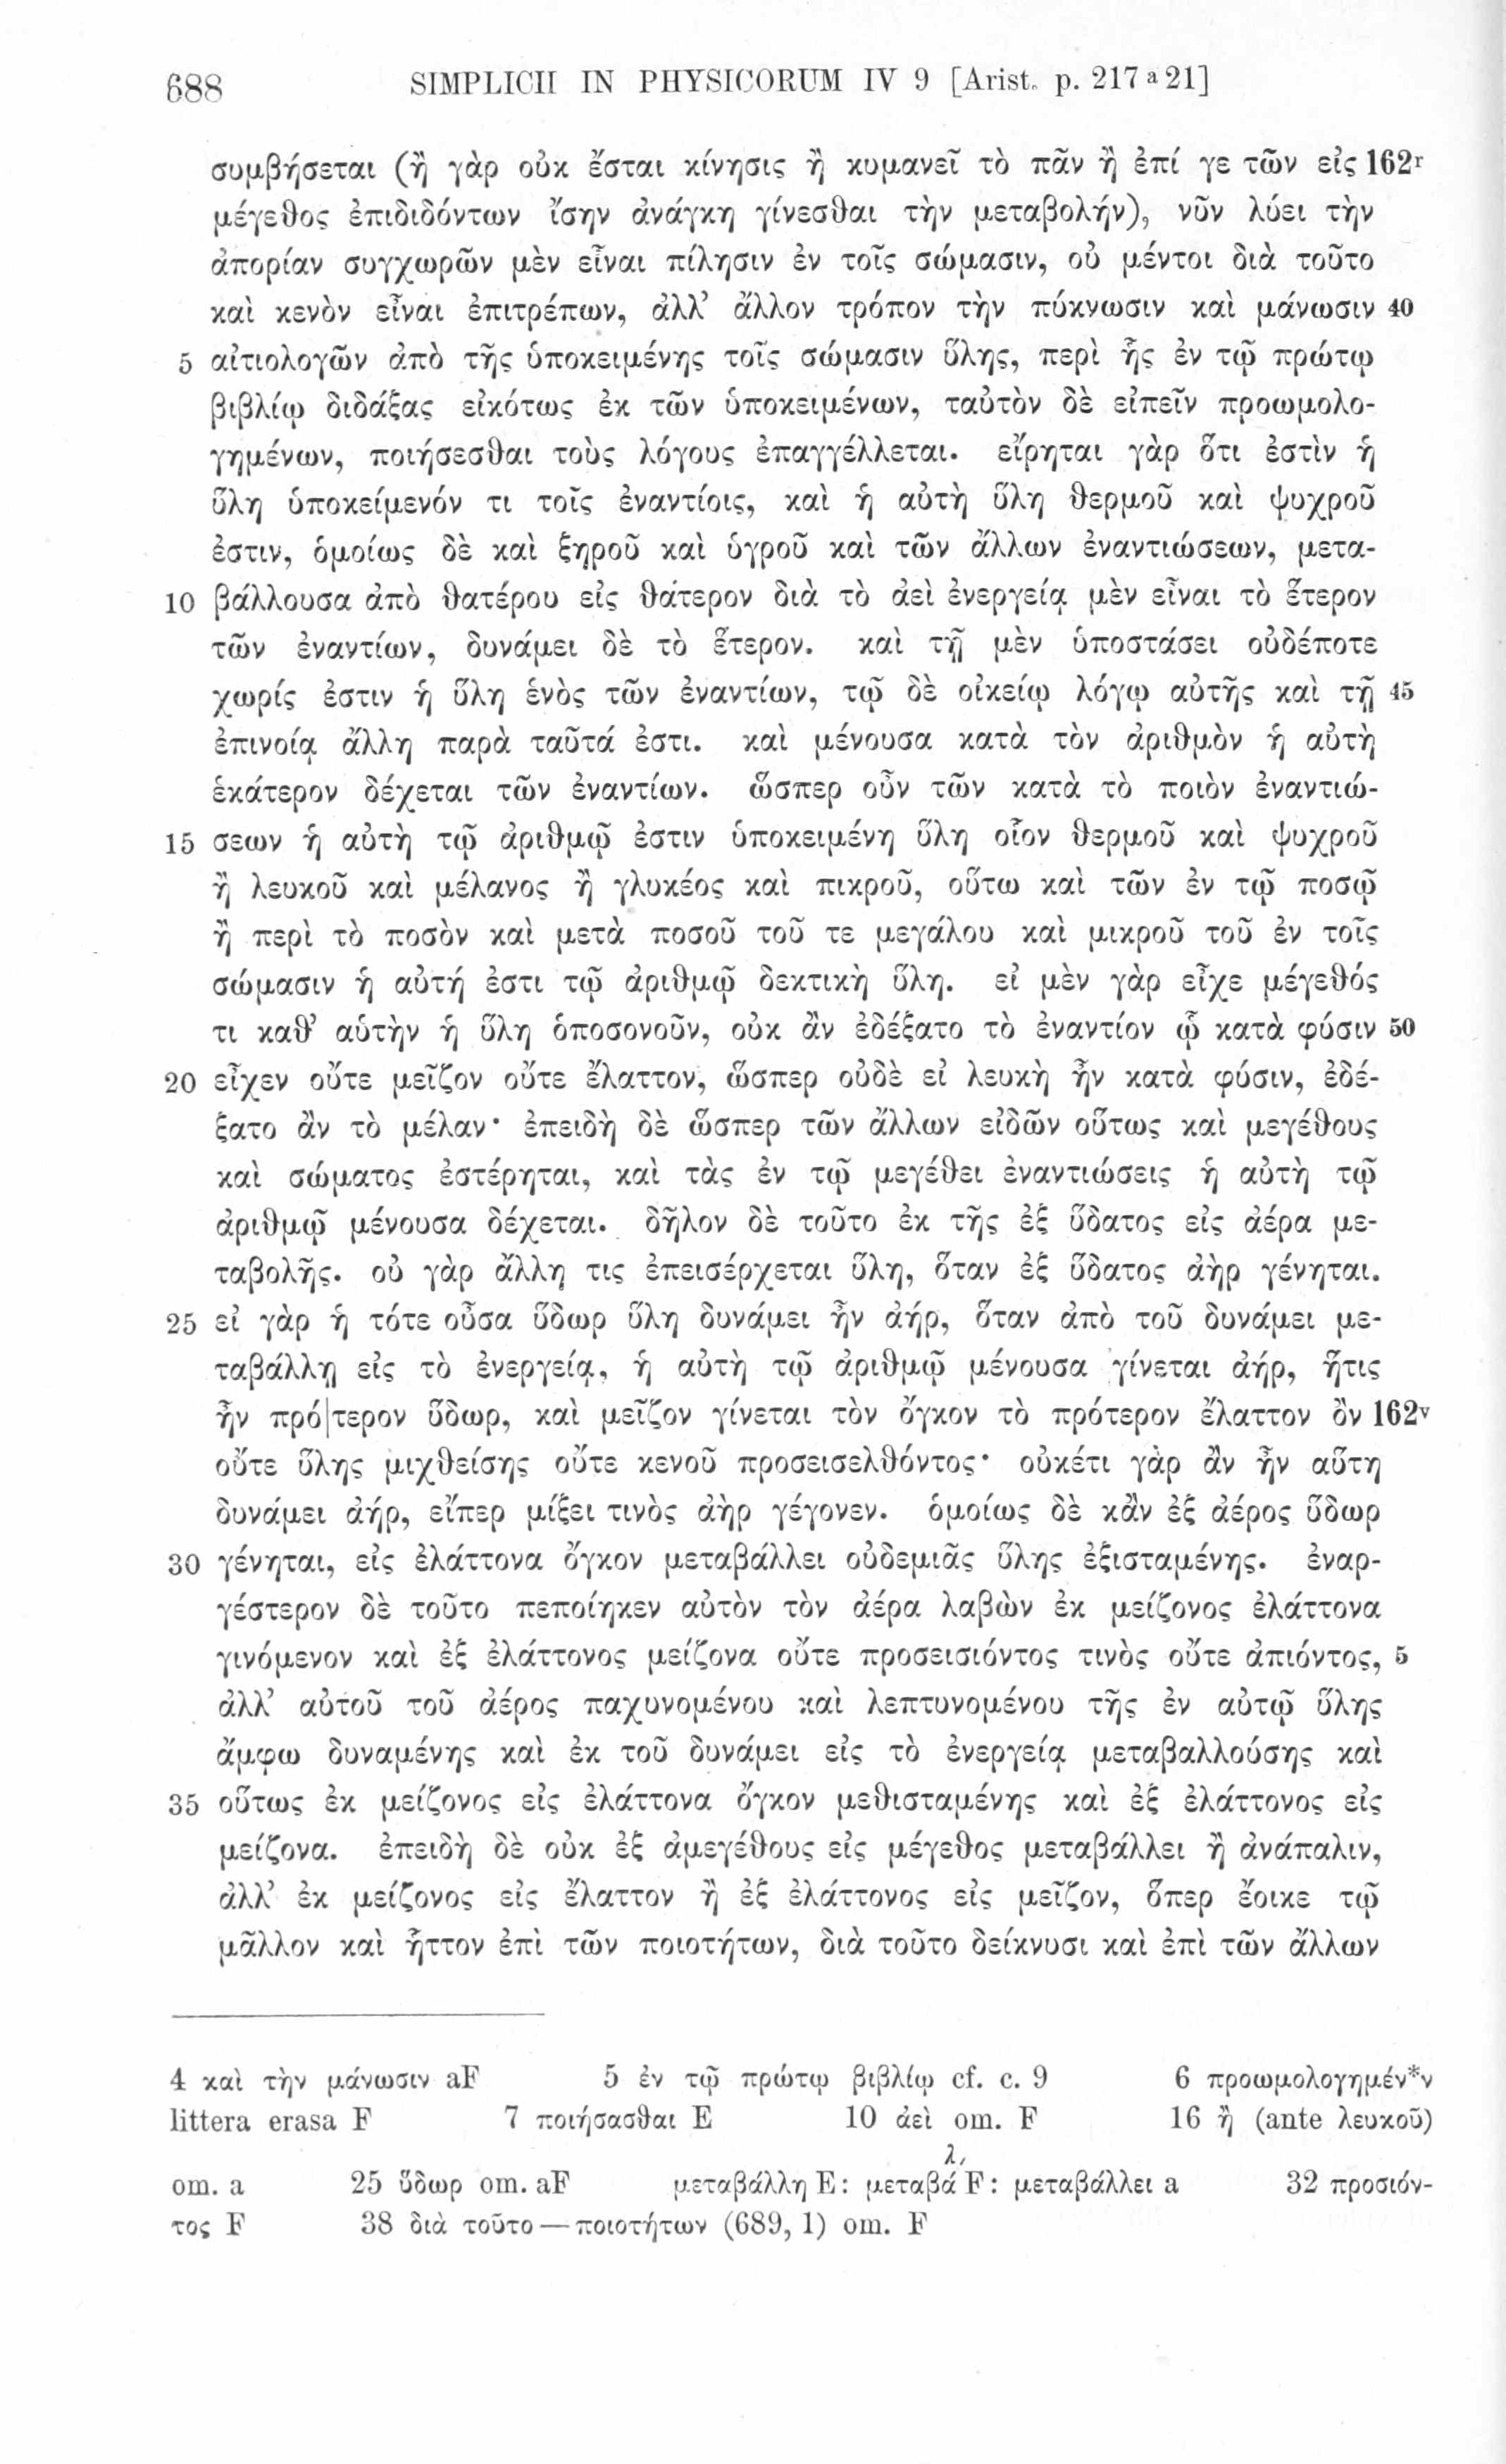 688 SIMPLICII IN PHYSICORUM IV 9 [Arist. p. 217 a 21]
συμβήσεται (ἢ γὰρ οὐκ ἔσται κίνησις ἢ κυμανεῖ τὸ πᾶν ἢ ἐπί γε τῶν εἰς 162r
μέγεθος ἐπιδιδόντων ἴσην ἀνάγκη γίνεσθαι τὴν μεταβολήν), νῦν λύει τὴν
ἀπορίαν συγχωρῶν μὲν εἶναι πίλησιν ἐν τοῖς σώμασιν, οὐ μέντοι διὰ τοῦτο
καὶ κενὸν εἶναι ἐπιτρέπων, ἀλλ’ ἄλλον τρόπον τὴν πύκνωσιν καὶ μάνωσιν 40
5 αἰτιολογῶν ἀπὸ τῆς ὑποκειμένης τοῖς σώμασιν ὕλης, περὶ ἧς ἐν τῷ πρώτῳ
βιβλίῳ διδάξας εἰκότως ἐκ τῶν ὑποκειμένων, ταὐτὸν δὲ εἰπεῖν προωμολο-
γημένων, ποιήσεσθαι τοὺς λόγους ἐπαγγέλλεται. εἴρηται γὰρ ὅτι ἐστὶν ἡ
ὕλη ὑποκείμενόν τι τοῖς ἐναντίοις, καὶ ἡ αὐτὴ ὕλη θερμοῦ καὶ ψυχροῦ
ἐστιν, ὁμοίως δὲ καὶ ξηροῦ καὶ ὑγροῦ καὶ τῶν ἄλλων ἐναντιώσεων, μετα-
10 βάλλουσα ἀπὸ θατέρου εἰς θάτερον διὰ τὸ ἀεὶ ἐνεργείᾳ μὲν εἶναι τὸ ἕτερον
τῶν ἐναντίων, δυνάμει δὲ τὸ ἕτερον. καὶ τῇ μὲν ὑποστάσει οὐδέποτε
χωρίς ἐστιν ἡ ὕλη ἑνὸς τῶν ἐναντίων, τῷ δὲ οἰκείῳ λόγῳ αὐτῆς καὶ τῇ 45
ἐπινοίᾳ ἄλλη παρὰ ταῦτά ἐστι. καὶ μένουσα κατὰ τὸν ἀριθμὸν ἡ αὐτὴ
ἑκάτερον δέχεται τῶν ἐναντίων. ὥσπερ οὖν τῶν κατὰ τὸ ποιὸν ἐναντιώ-
15 σεων ἡ αὐτὴ τῷ ἀριθμῷ ἐστιν ὑποκειμένη ὕλη οἷον θερμοῦ καὶ ψυχροῦ
ἢ λευκοῦ καὶ μέλανος ἢ γλυκέος καὶ πικροῦ, οὕτω καὶ τῶν ἐν τῷ ποσῷ
ἢ περὶ τὸ ποσὸν καὶ μετὰ ποσοῦ τοῦ τε μεγάλου καὶ μικροῦ τοῦ ἐν τοῖς
σώμασιν ἡ αὐτή ἐστι τῷ ἀριθμῷ δεκτικὴ ὕλη. εἰ μὲν γὰρ εἶχε μέγεθός
τι καθ’ αὑτὴν ἡ ὕλη ὁποσονοῦν, οὐκ ἂν ἐδέξατο τὸ ἐναντίον ᾧ κατὰ φύσιν 50
20 εἶχεν οὔτε μεῖζον οὔτε ἔλαττον, ὥσπερ οὐδὲ εἰ λευκὴ ἦν κατὰ φύσιν, ἐδέ-
ξατο ἂν τὸ μέλαν· ἐπειδὴ δὲ ὥσπερ τῶν ἄλλων εἰδῶν οὕτως καὶ μεγέθους
καὶ σώματος ἐστέρηται, καὶ τὰς ἐν τῷ μεγέθει ἐναντιώσεις ἡ αὐτὴ τῷ
ἀριθμῷ μένουσα δέχεται. δῆλον δὲ τοῦτο ἐκ τῆς ἐξ ὕδατος εἰς ἀέρα με-
ταβολῆς. οὐ γὰρ ἄλλη τις ἐπεισέρχεται ὕλη, ὅταν ἐξ ὕδατος ἀὴρ γένηται.
25 εἰ γὰρ ἡ τότε οὖσα ὕδωρ ὕλη δυνάμει ἦν ἀήρ, ὅταν ἀπὸ τοῦ δυνάμει με-
ταβάλλῃ εἰς τὸ ἐνεργείᾳ, ἡ αὐτὴ τῷ ἀριθμῷ μένουσα γίνεται ἀήρ, ἥτις
ἦν πρό|τερον ὕδωρ, καὶ μεῖζον γίνεται τὸν ὄγκον τὸ πρότερον ἔλαττον ὂν 162v
οὔτε ὕλης μιχθείσης οὔτε κενοῦ προσεισελθόντος· οὐκέτι γὰρ ἂν ἦν αὕτη
δυνάμει ἀήρ, εἴπερ μίξει τινὸς ἀὴρ γέγονεν. ὁμοίως δὲ κἂν ἐξ ἀέρος ὕδωρ
30 γένηται, εἰς ἐλάττονα ὄγκον μεταβάλλει οὐδεμιᾶς ὕλης ἐξισταμένης. ἐναρ-
γέστερον δὲ τοῦτο πεποίηκεν αὐτὸν τὸν ἀέρα λαβὼν ἐκ μείζονος ἐλάττονα
γινόμενον καὶ ἐξ ἐλάττονος μείζονα οὔτε προσεισιόντος τινὸς οὔτε ἀπιόντος, 5
ἀλλ’ αὐτοῦ τοῦ ἀέρος παχυνομένου καὶ λεπτυνομένου τῆς ἐν αὐτῷ ὕλης
ἄμφω δυναμένης καὶ ἐκ τοῦ δυνάμει εἰς τὸ ἐνεργείᾳ μεταβαλλούσης καὶ
35 οὕτως ἐκ μείζονος εἰς ἐλάττονα ὄγκον μεθισταμένης καὶ ἐξ ἐλάττονος εἰς
μείζονα. ἐπειδὴ δὲ οὐκ ἐξ ἀμεγέθους εἰς μέγεθος μεταβάλλει ἢ ἀνάπαλιν,
ἀλλ’ ἐκ μείζονος εἰς ἔλαττον ἢ ἐξ ἐλάττονος εἰς μεῖζον, ὅπερ ἔοικε τῷ
μᾶλλον καὶ ἧττον ἐπὶ τῶν ποιοτήτων, διὰ τοῦτο δείκνυσι καὶ ἐπὶ τῶν ἄλλων
4 καὶ τὴν μάνωσιν aF 5 ἐν τῷ πρώτῳ βιβλίῳ cf. c. 9 6 προωμολογημέν*ν
littera erasa F 7 ποιήσασθαι E 10 ἀεὶ om. F 16 ἢ (ante λευκοῦ)
om. a 25 ὕδωρ om. aF μεταβάλλη E: μεταβά λ, F: μεταβάλλει a 32 προσιόν-
τος F 38 διὰ τοῦτο — ποιοτήτων (689, 1) om. F